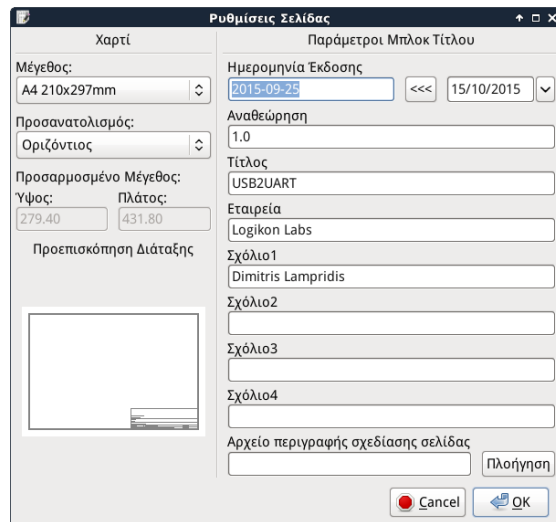 Ρυθμίσεις Σελίδας
Χαρτί
Μέγεθος:
A4 210x297mm
Προσανατολισμός:
Οριζόντιος
Προσαρμοσμένο Μέγεθος:
Ύψος: Πλάτος:
279.40 431.80
Προεπισκόπηση Διάταξης
Παράμετροι Μπλοκ Τίτλου
Ημερομηνία Έκδοσης
2015-09-25 <<< 15/10/2015
Αναθεώρηση
1.0
Τίτλος
USB2UART
Εταιρεία
Logikon Labs
Σχόλιο1
Dimitris Lampridis
Σχόλιο2
Σχόλιο3
Σχόλιο4
Αρχείο περιγραφής σχεδίασης σελίδας
Πλοήγηση
Cancel OK